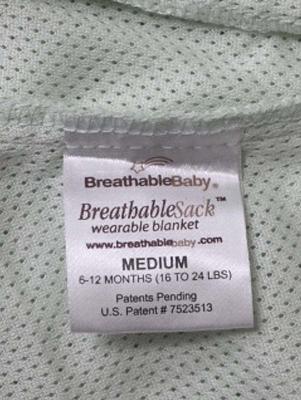 BreathableBaby®
BreathableSack™
wearable blanket
www.breathablebaby.com
MEDIUM
6-12 MONTHS (16 TO 24 LBS)
Patents Pending
U.S. Patent # 7523513